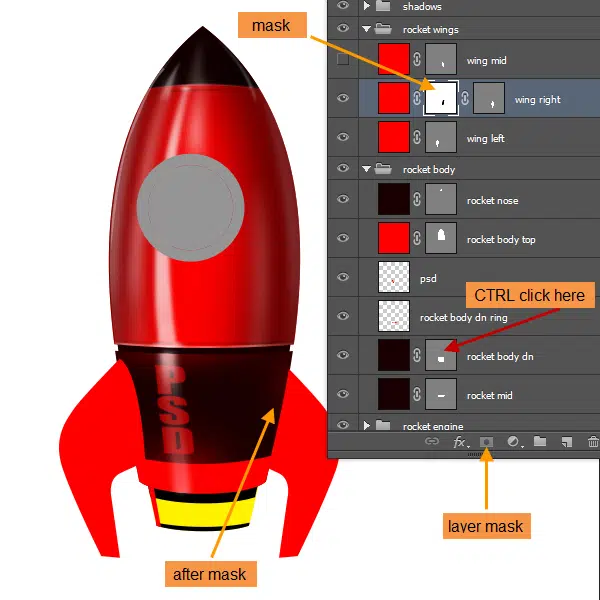 shadows
mask
rocket wings
wing mid
wing right
wing left
rocket body
rocket nose
rocket body top
psd
CTRL click here
rocket body dn ring
rocket body dn
PSD
rocket mid
rocket engine
fx
layer mask
after mask